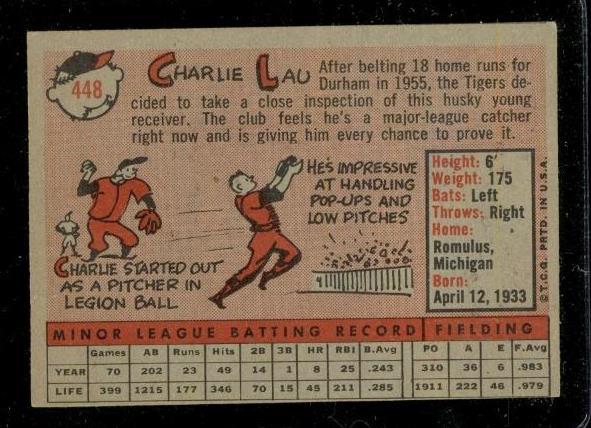 448
CHARLIE LAU
After belting 18 home runs for
Durham in 1955, the Tigers de-
cided to take a close inspection of this husky young
receiver. The club feels he's a major-league catcher
right now and is giving him every chance to prove it.
HE'S IMPRESSIVE
AT HANDLING
POP-UPS AND
LOW PITCHES
CHARLIE STARTED OUT
AS A PITCHER IN
LEGION BALL
Height: 6'
Weight: 175
Bats: Left
Throws: Right
Home:
Romulus,
Michigan
Born:
April 12, 1933
© T.C.G. PRTD. IN U.S.A.
MINOR LEAGUE BATTING RECORD FIELDING
Games AB Runs Hits 2B 3B HR RBI B.Avg PO A E F.Avg
YEAR 70 202 23 49 14 1 8 25 .243 310 36 6 .983
LIFE 399 1215 177 346 70 15 45 211 .285 1911 222 46 .979